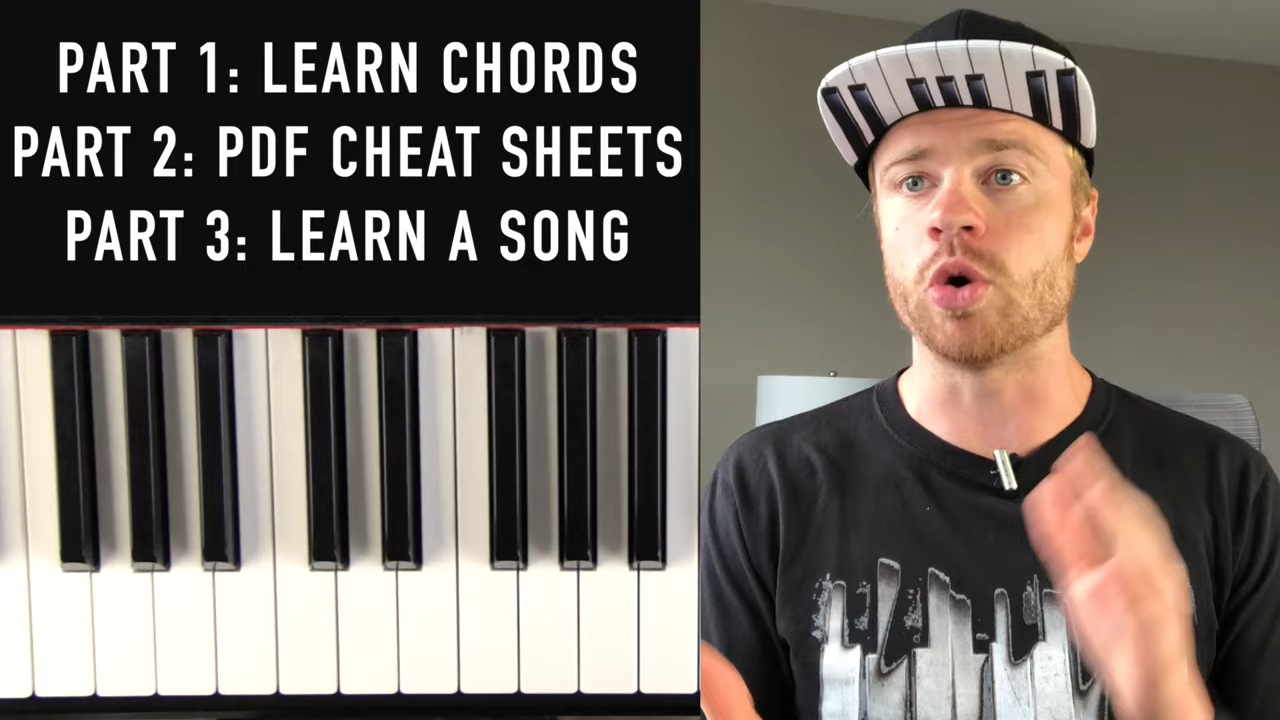 PART 1: LEARN CHORDS
PART 2: PDF CHEAT SHEETS
PART 3: LEARN A SONG